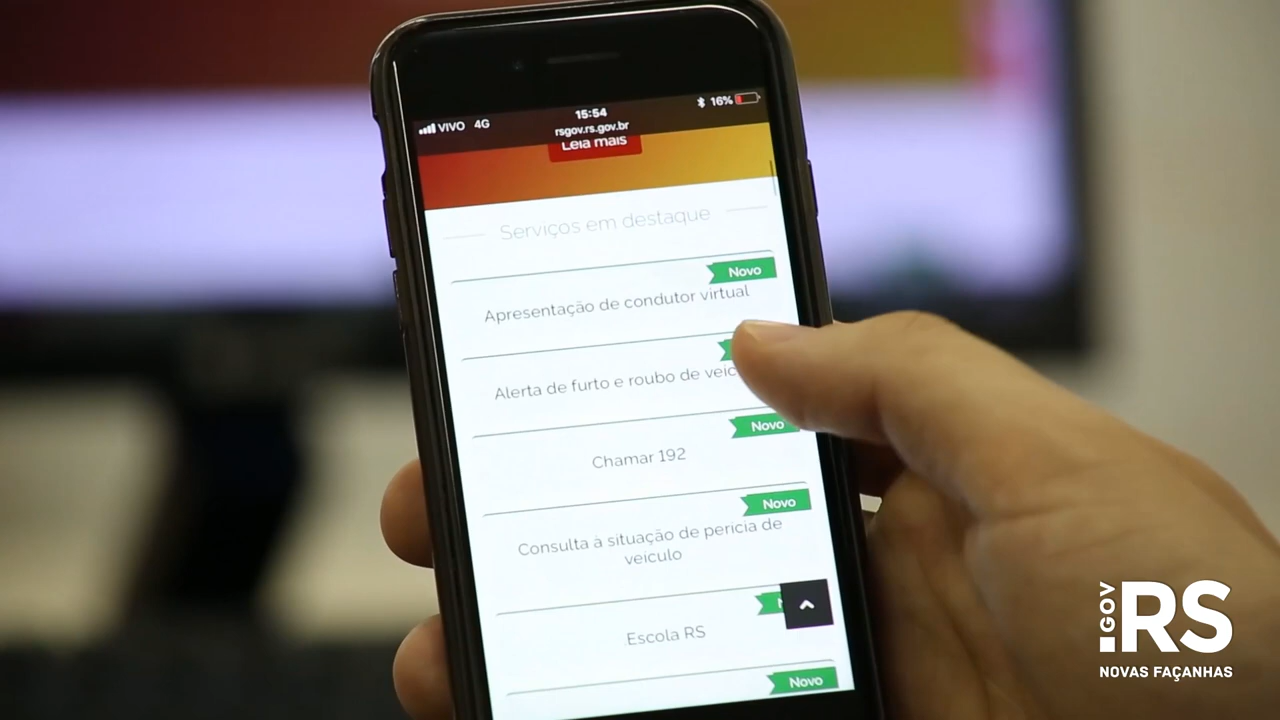 VIVO 4G
15:54
16%
rsgov.rs.gov.br
Leia mais
Serviços em destaque
Novo
Apresentação de condutor virtual
Alerta de furto e roubo de
Novo
Chamar 192
Novo
Consulta à situação de perícia de
veículo
Escola RS
Novo
.GOV
RS
NOVAS FAÇANHAS